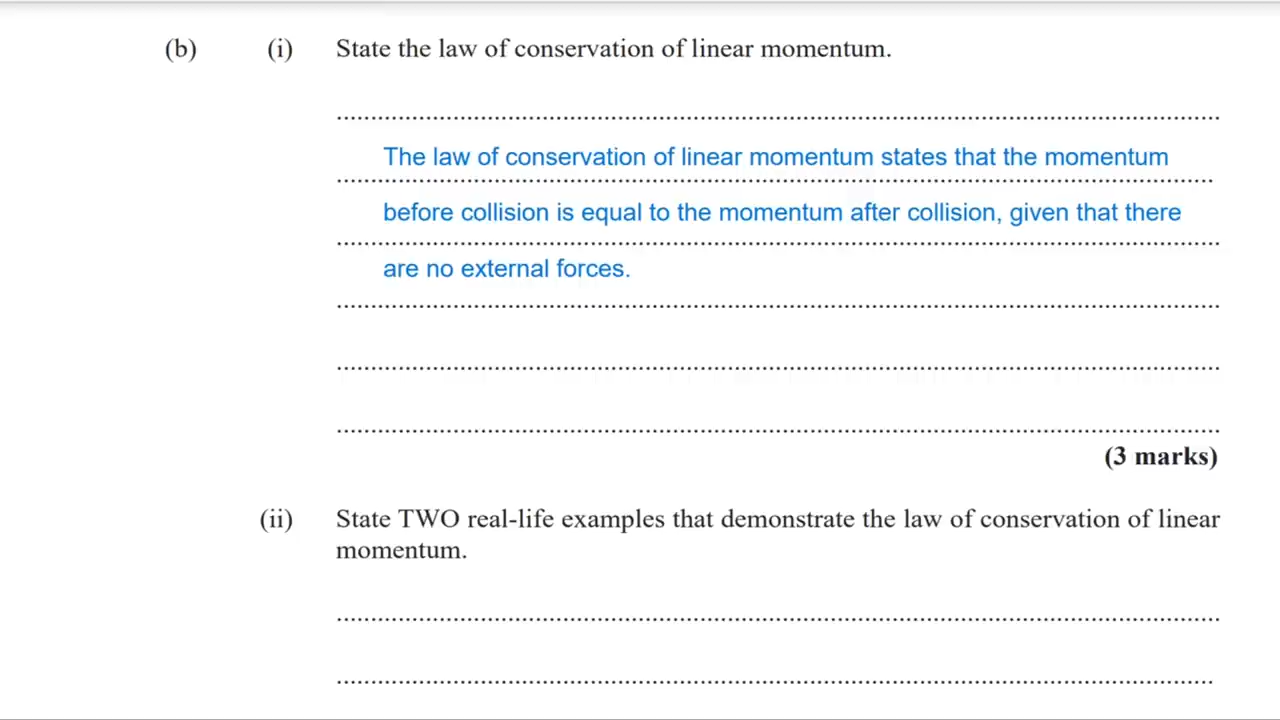 (b) (i) State the law of conservation of linear momentum.
The law of conservation of linear momentum states that the momentum
before collision is equal to the momentum after collision, given that there
are no external forces.
(3 marks)
(ii) State TWO real-life examples that demonstrate the law of conservation of linear
momentum.